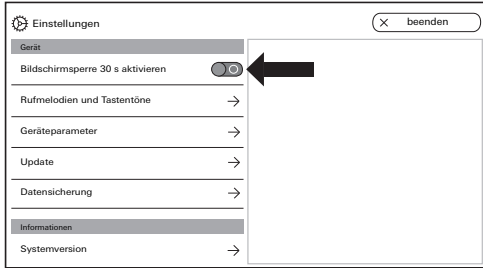 Einstellungen
beenden
Gerät
Bildschirmsperre 30 s aktivieren
Rufmelodien und Tastentöne
Geräteparameter
Update
Datensicherung
Informationen
Systemversion